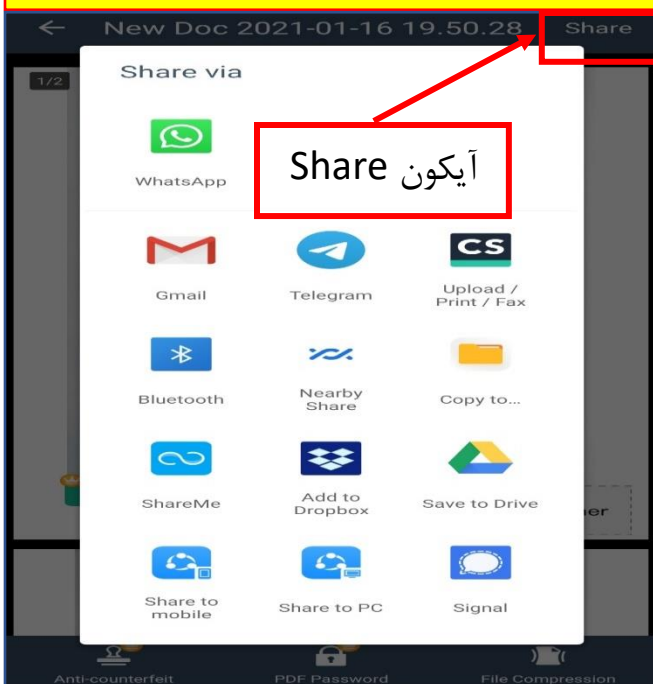 New Doc 2021-01-16 19.50.28 Share
1/2
Share via
WhatsApp
آیکون Share
Gmail
Telegram
CS
Upload /
Print / Fax
Bluetooth
Nearby
Share
Copy to...
ShareMe
Add to
Dropbox
Save to Drive
Share to
mobile
Share to PC
Signal
Anti-counterfeit
PDF Password
File Compression